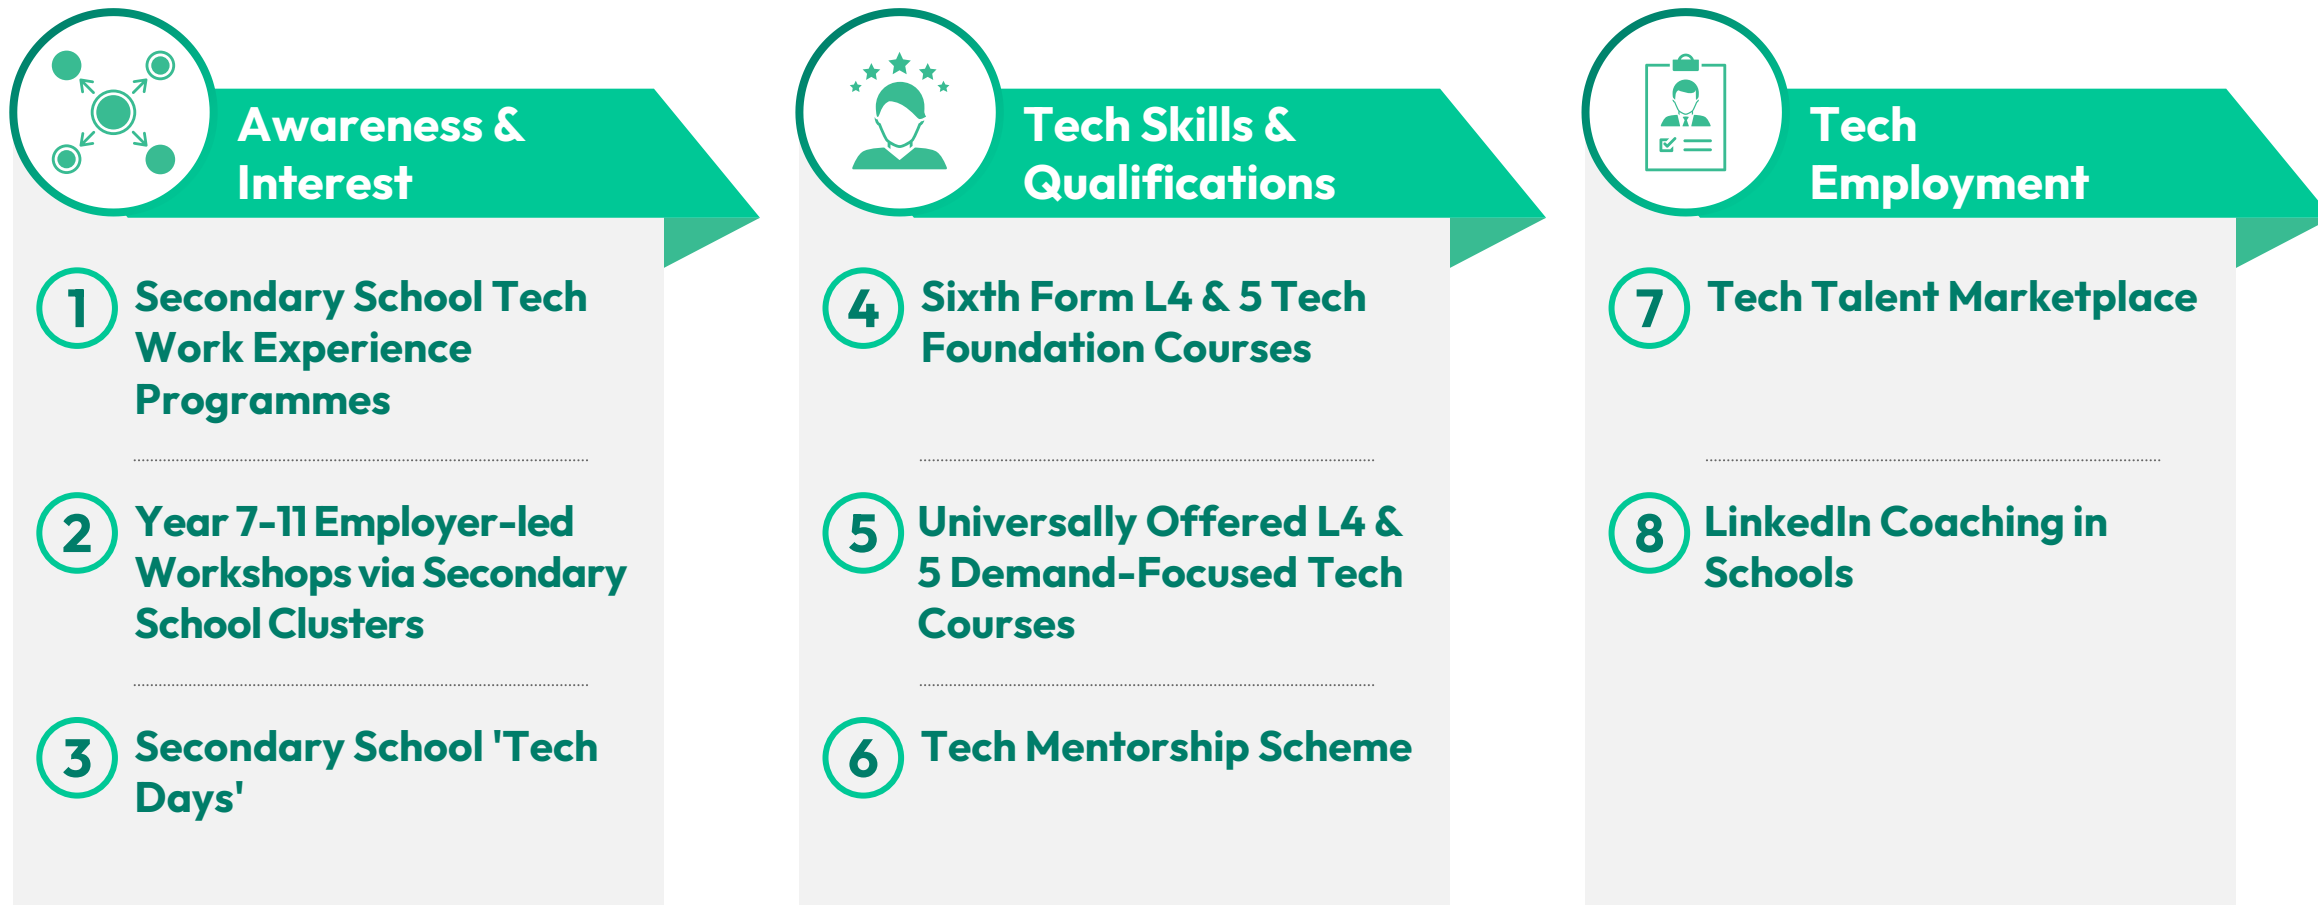 Awareness &
Interest
1
Secondary School Tech
Work Experience
Programmes
2
Year 7-11 Employer-led
Workshops via Secondary
School Clusters
3
Secondary School 'Tech
Days'
Tech Skills &
Qualifications
4
Sixth Form L4 & 5 Tech
Foundation Courses
5
Universally Offered L4 &
5 Demand-Focused Tech
Courses
6
Tech Mentorship Scheme
Tech
Employment
7
Tech Talent Marketplace
8
LinkedIn Coaching in
Schools